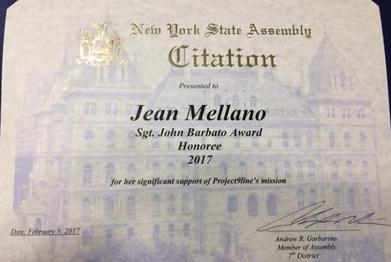 New York State Assembly
Citation
Presented to
Jean Mellano
Sgt. John Barbato Award
Honoree
2017
for her significant support of Project9line's mission
Date: February 9, 2017
Andrew R. Garbarino
Member of Assembly
7th District